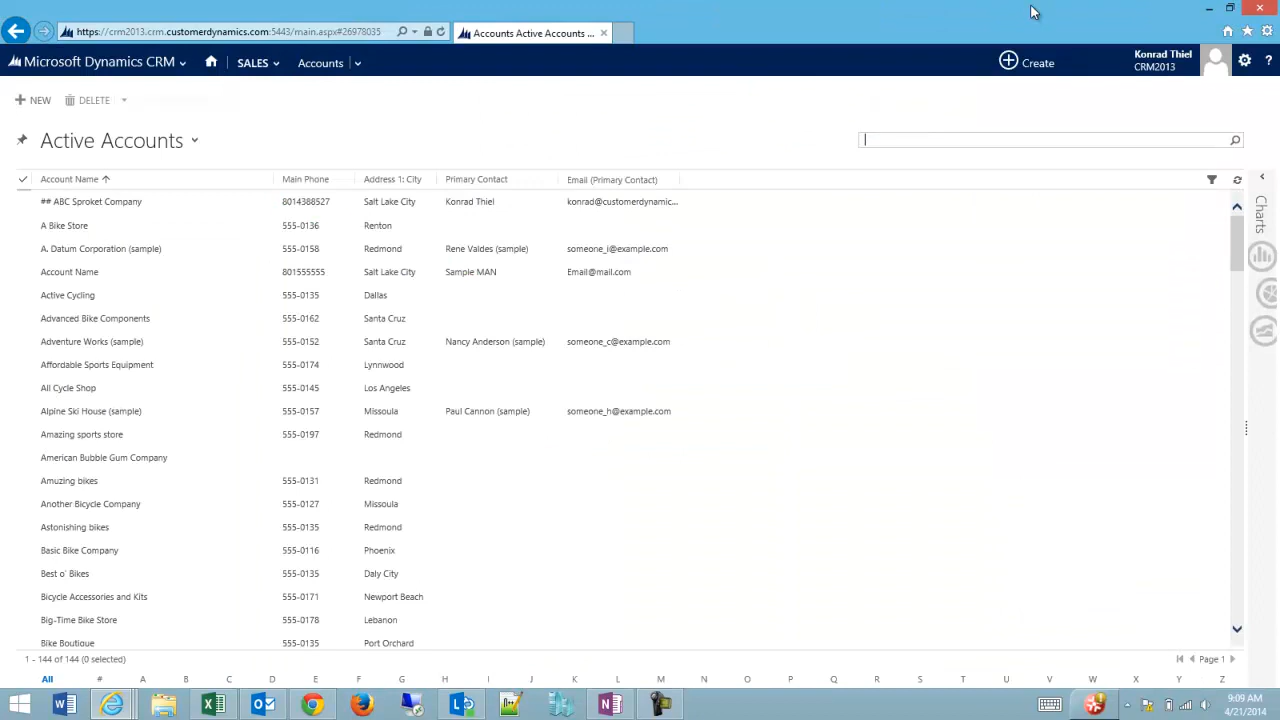 https://crm2013.crm.customerdynamics.com:5443/main.aspx#26978035
Accounts Active Accounts ...
Microsoft Dynamics CRM
SALES
Accounts
Create
Konrad Thiel
CRM2013
?
NEW
DELETE
Active Accounts
Account Name Main Phone Address 1: City Primary Contact Email (Primary Contact)
## ABC Sproket Company 8014388527 Salt Lake City Konrad Thiel konrad@customerdynamic...
A Bike Store 555-0136 Renton
A. Datum Corporation (sample) 555-0158 Redmond Rene Valdes (sample) someone_i@example.com
Account Name 801555555 Salt Lake City Sample MAN Email@mail.com
Active Cycling 555-0135 Dallas
Advanced Bike Components 555-0162 Santa Cruz
Adventure Works (sample) 555-0152 Santa Cruz Nancy Anderson (sample) someone_c@example.com
Affordable Sports Equipment 555-0174 Lynnwood
All Cycle Shop 555-0145 Los Angeles
Alpine Ski House (sample) 555-0157 Missoula Paul Cannon (sample) someone_h@example.com
Amazing sports store 555-0197 Redmond
American Bubble Gum Company
Amuzing bikes 555-0131 Redmond
Another Bicycle Company 555-0127 Missoula
Astonishing bikes 555-0135 Redmond
Basic Bike Company 555-0116 Phoenix
Best o' Bikes 555-0135 Daly City
Bicycle Accessories and Kits 555-0171 Newport Beach
Big-Time Bike Store 555-0178 Lebanon
Bike Boutique 555-0135 Port Orchard
Charts
1 - 144 of 144 (0 selected) Page 1
All # A B C D E F G H I J K L M N O P Q R S T U V W X Y Z
9:09 AM
4/21/2014